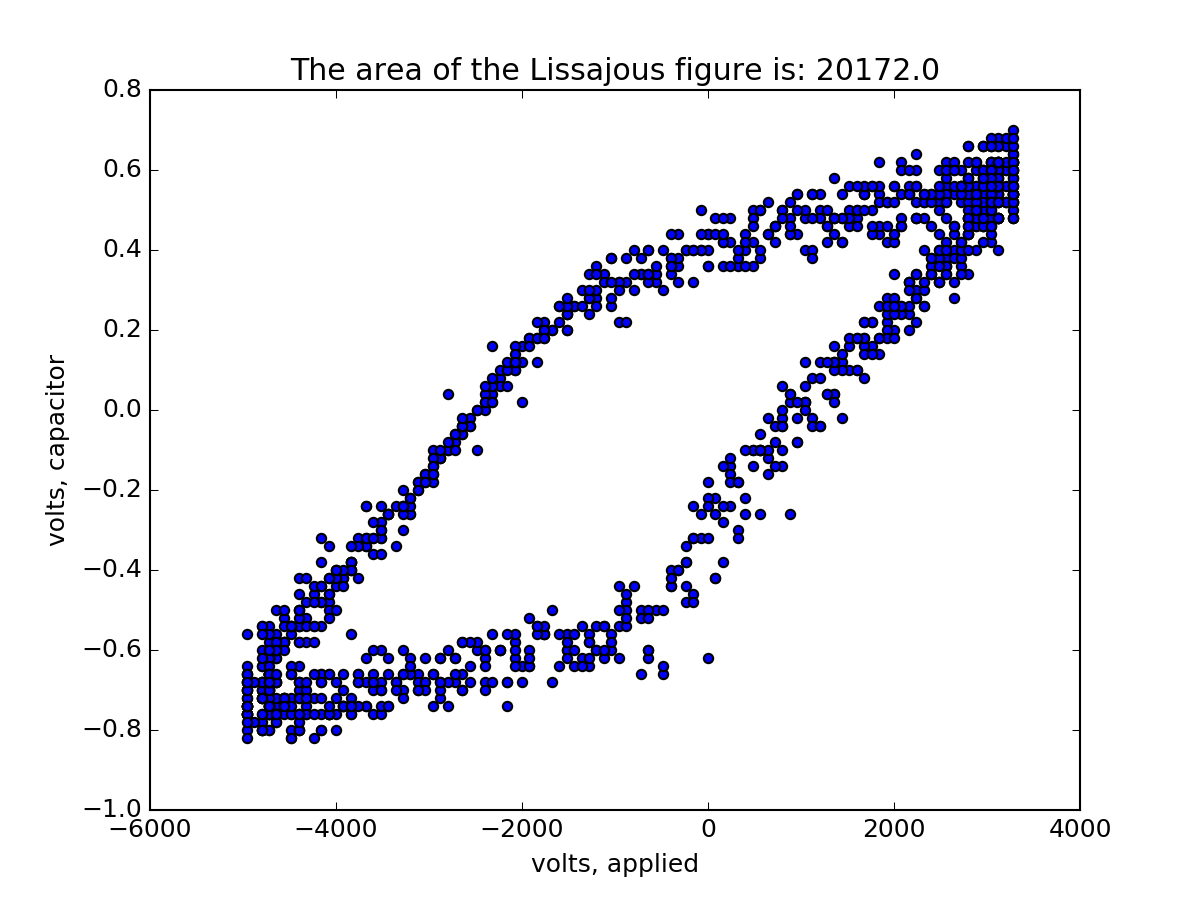 The area of the Lissajous figure is: 20172.0
0.8
0.6
0.4
0.2
0.0
−0.2
−0.4
−0.6
−0.8
−1.0
volts, capacitor
−6000 −4000 −2000 0 2000 4000
volts, applied